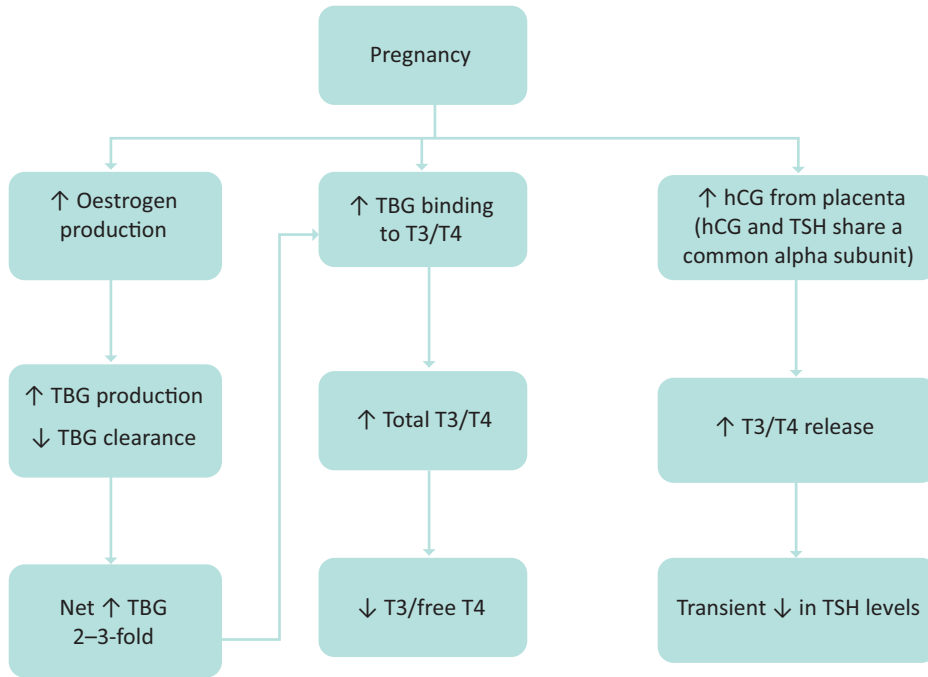 Pregnancy
↑ Oestrogen
production
↑ TBG binding
to T3/T4
↑ hCG from placenta
(hCG and TSH share a
common alpha subunit)
↑ TBG production
↓ TBG clearance
↑ Total T3/T4
↑ T3/T4 release
Net ↑ TBG
2–3-fold
↓ T3/free T4
Transient ↓ in TSH levels